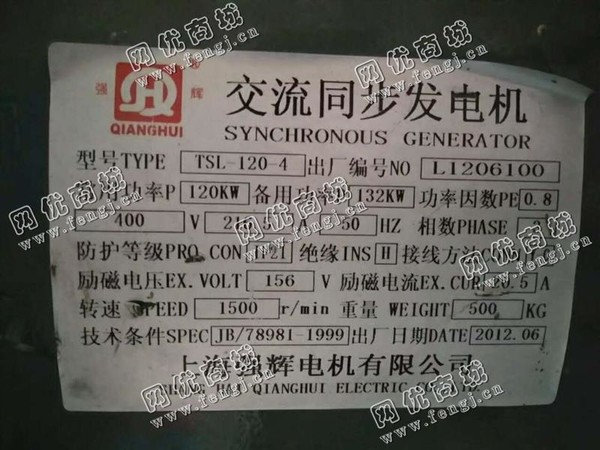 强 辉
QIANGHUI
交流同步发电机
SYNCHRONOUS GENERATOR
型号TYPE TSL-120-4 出厂编号NO L1206100
功率P 120KW 备用功率 132KW 功率因数PE 0.8
400 V 50 HZ 相数PHASE
防护等级PRO.CON IP21 绝缘INS H 接线方法
励磁电压EX.VOLT 156 V 励磁电流EX.CUR .5 A
转速 SPEED 1500 r/min 重量 WEIGHT 500 KG
技术条件SPEC JB/78981-1999 出厂日期DATE 2012.06
上海强辉电机有限公司
QIANGHUI ELECTRIC
网优商城
www.fengj.cn